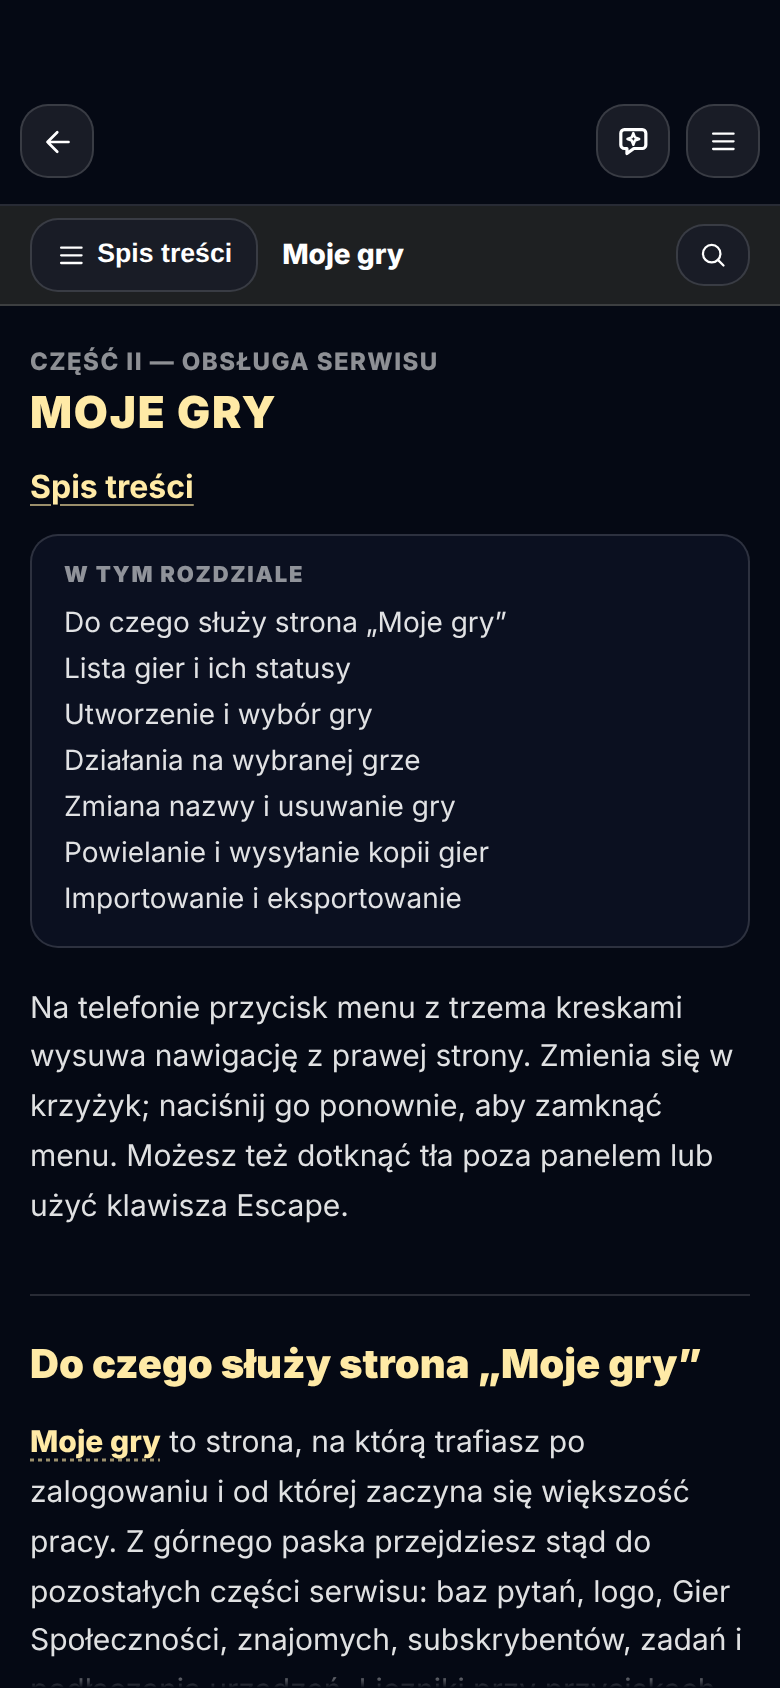 Spis treści Moje gry
CZĘŚĆ II — OBSŁUGA SERWISU
MOJE GRY
Spis treści
W TYM ROZDZIALE
Do czego służy strona „Moje gry”
Lista gier i ich statusy
Utworzenie i wybór gry
Działania na wybranej grze
Zmiana nazwy i usuwanie gry
Powielanie i wysyłanie kopii gier
Importowanie i eksportowanie
Na telefonie przycisk menu z trzema kreskami
wysuwa nawigację z prawej strony. Zmienia się w
krzyżyk; naciśnij go ponownie, aby zamknąć
menu. Możesz też dotknąć tła poza panelem lub
użyć klawisza Escape.
Do czego służy strona „Moje gry”
Moje gry to strona, na którą trafiasz po
zalogowaniu i od której zaczyna się większość
pracy. Z górnego paska przejdziesz stąd do
pozostałych części serwisu: baz pytań, logo, Gier
Społeczności, znajomych, subskrybentów, zadań i